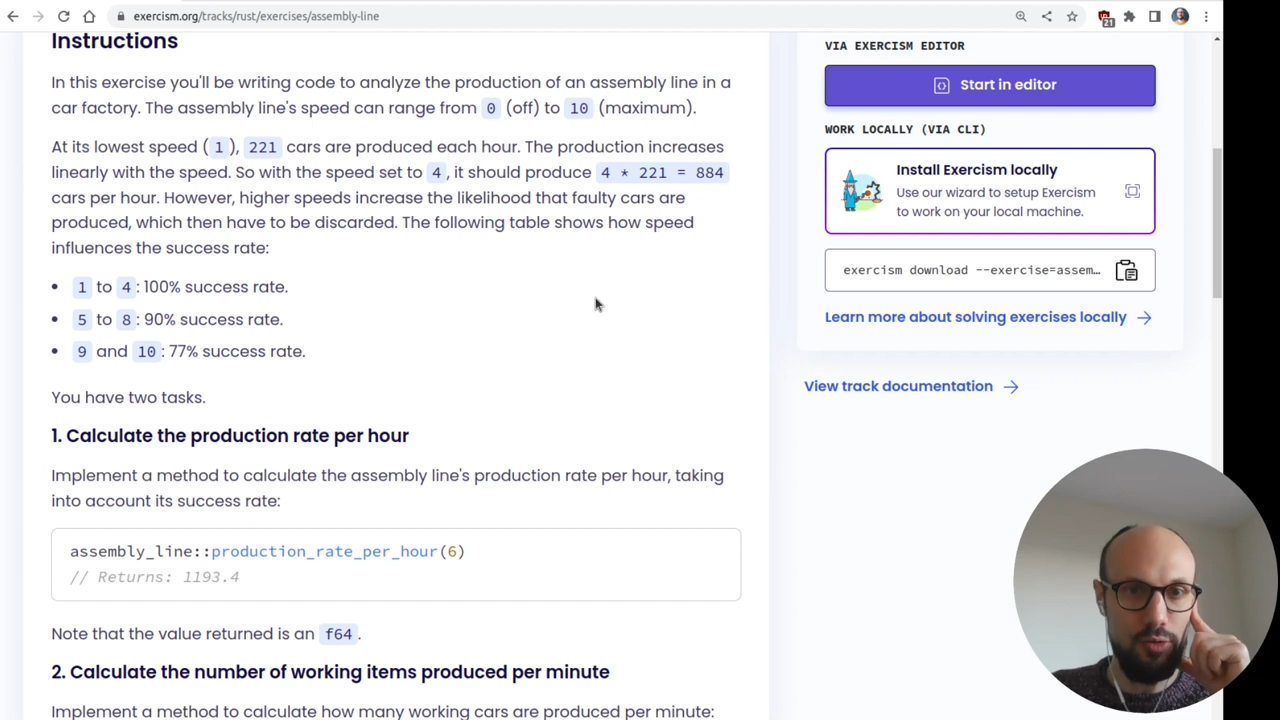 exercism.org/tracks/rust/exercises/assembly-line
21
Instructions
In this exercise you'll be writing code to analyze the production of an assembly line in a
car factory. The assembly line's speed can range from 0 (off) to 10 (maximum).
At its lowest speed (1), 221 cars are produced each hour. The production increases
linearly with the speed. So with the speed set to 4, it should produce 4 * 221 = 884
cars per hour. However, higher speeds increase the likelihood that faulty cars are
produced, which then have to be discarded. The following table shows how speed
influences the success rate:
• 1 to 4: 100% success rate.
• 5 to 8: 90% success rate.
• 9 and 10: 77% success rate.
You have two tasks.
1. Calculate the production rate per hour
Implement a method to calculate the assembly line's production rate per hour, taking
into account its success rate:
assembly_line::production_rate_per_hour(6)
// Returns: 1193.4
Note that the value returned is an f64.
2. Calculate the number of working items produced per minute
Implement a method to calculate how many working cars are produced per minute:
VIA EXERCISM EDITOR
Start in editor
WORK LOCALLY (VIA CLI)
Install Exercism locally
Use our wizard to setup Exercism
to work on your local machine.
exercism download --exercise=assem…
Learn more about solving exercises locally
View track documentation